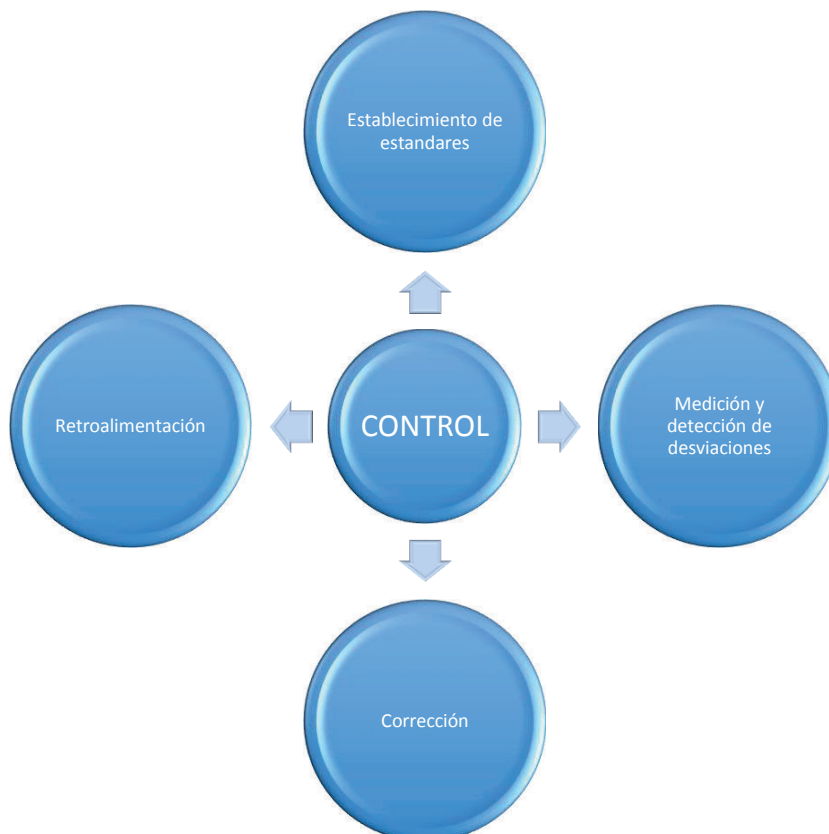 Establecimiento de
estandares
Retroalimentación
CONTROL
Medición y
detección de
desviaciones
Corrección